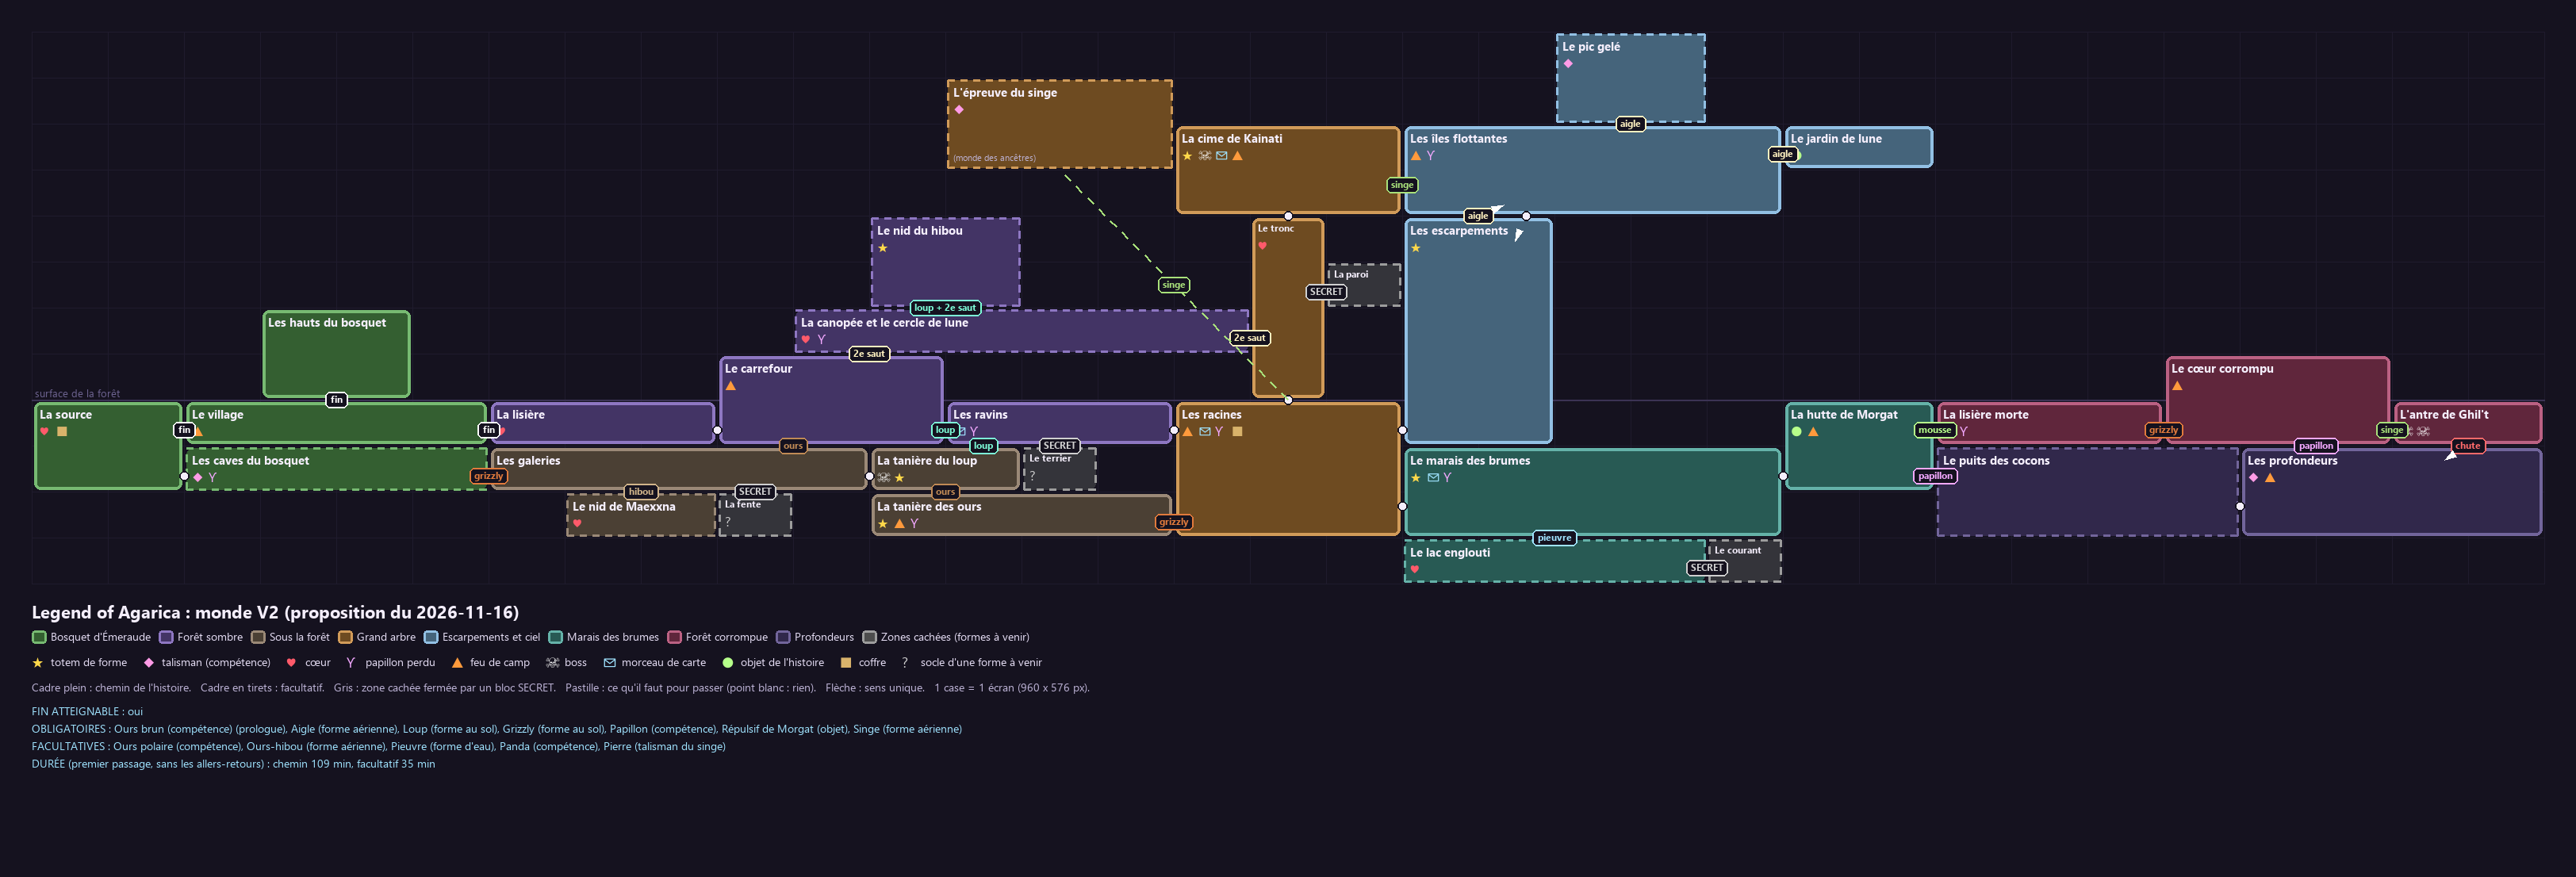 Le pic gelé
L'épreuve du singe
(monde des ancêtres)
aigle
La cime de Kainati
Les îles flottantes
aigle
Le jardin de lune
singe
aigle
Le nid du hibou
Le tronc
Les escarpements
La paroi
singe
SECRET
loup + 2e saut
Les hauts du bosquet
La canopée et le cercle de lune
2e saut
2e saut
Le carrefour
Le cœur corrompu
surface de la forêt
fin
La source
Le village
La lisière
Les ravins
Les racines
La hutte de Morgat
La lisière morte
L'antre de Ghil't
fin
fin
loup
mousse
grizzly
singe
ours
loup
SECRET
papillon
chute
Les caves du bosquet
Les galeries
La tanière du loup
Le terrier
?
Le marais des brumes
Le puits des cocons
Les profondeurs
grizzly
papillon
hibou
SECRET
ours
Le nid de Maexxna
La fente
?
La tanière des ours
grizzly
pieuvre
Le lac englouti
Le courant
SECRET
Legend of Agarica : monde V2 (proposition du 2026-11-16)
Bosquet d'Émeraude Forêt sombre Sous la forêt Grand arbre Escarpements et ciel Marais des brumes Forêt corrompue Profondeurs Zones cachées (formes à venir)
totem de forme talisman (compétence) cœur papillon perdu feu de camp boss morceau de carte objet de l'histoire coffre ? socle d'une forme à venir
Cadre plein : chemin de l'histoire. Cadre en tirets : facultatif. Gris : zone cachée fermée par un bloc SECRET. Pastille : ce qu'il faut pour passer (point blanc : rien). Flèche : sens unique. 1 case = 1 écran (960 x 576 px).
FIN ATTEIGNABLE : oui
OBLIGATOIRES : Ours brun (compétence) (prologue), Aigle (forme aérienne), Loup (forme au sol), Grizzly (forme au sol), Papillon (compétence), Répulsif de Morgat (objet), Singe (forme aérienne)
FACULTATIVES : Ours polaire (compétence), Ours-hibou (forme aérienne), Pieuvre (forme d'eau), Panda (compétence), Pierre (talisman du singe)
DURÉE (premier passage, sans les allers-retours) : chemin 109 min, facultatif 35 min